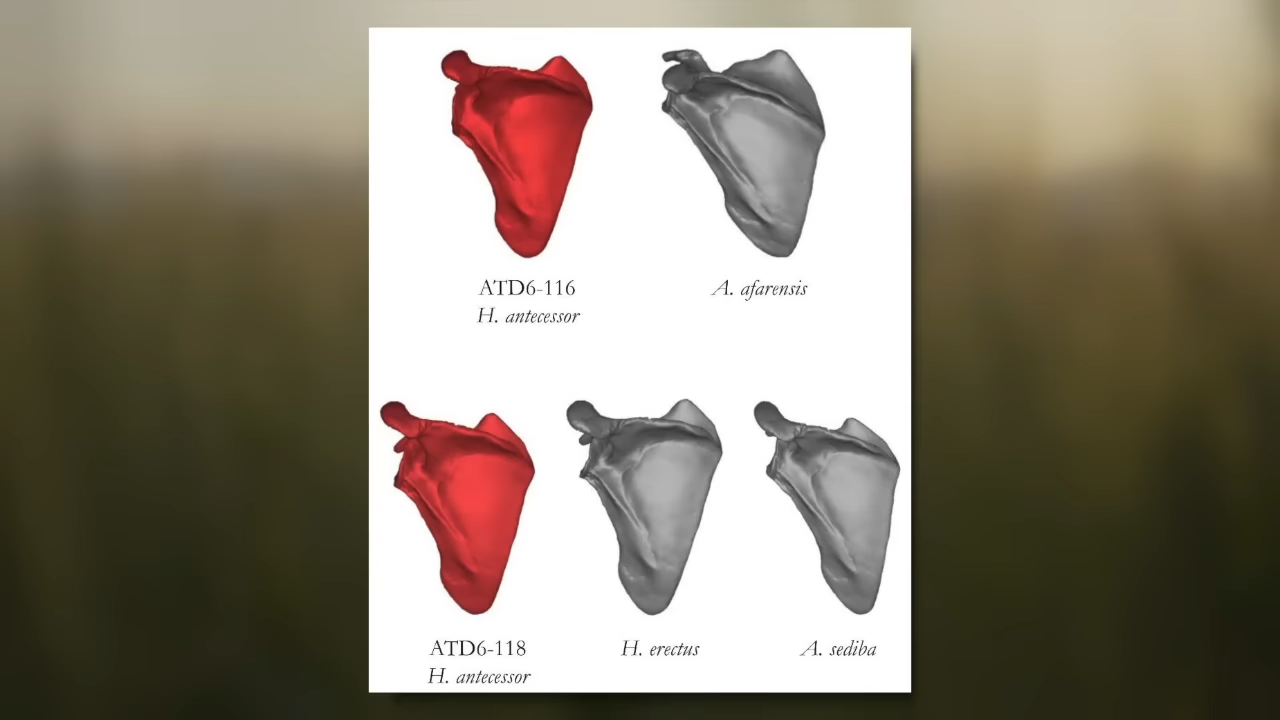 ATD6-116
H. antecessor
A. afarensis
ATD6-118
H. antecessor
H. erectus
A. sediba